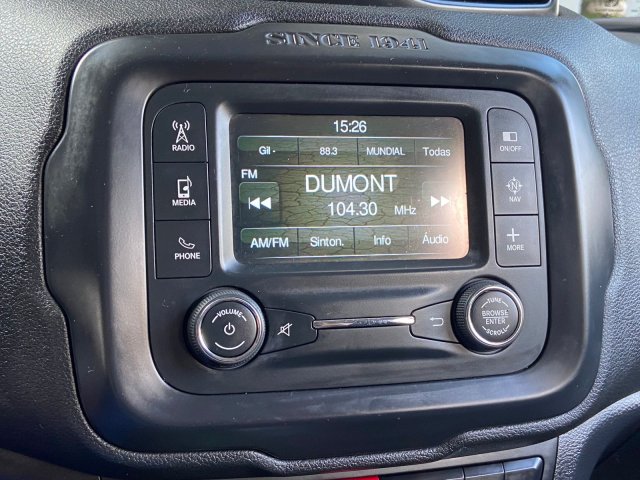 SINCE 1941
15:26
RADIO
Gil · 88.3 MUNDIAL Todas
ON/OFF
FM
DUMONT
MEDIA
104.30 MHz
NAV
PHONE
AM/FM Sinton. Info Áudio
MORE
VOLUME
TUNE
BROWSE
ENTER
SCROLL